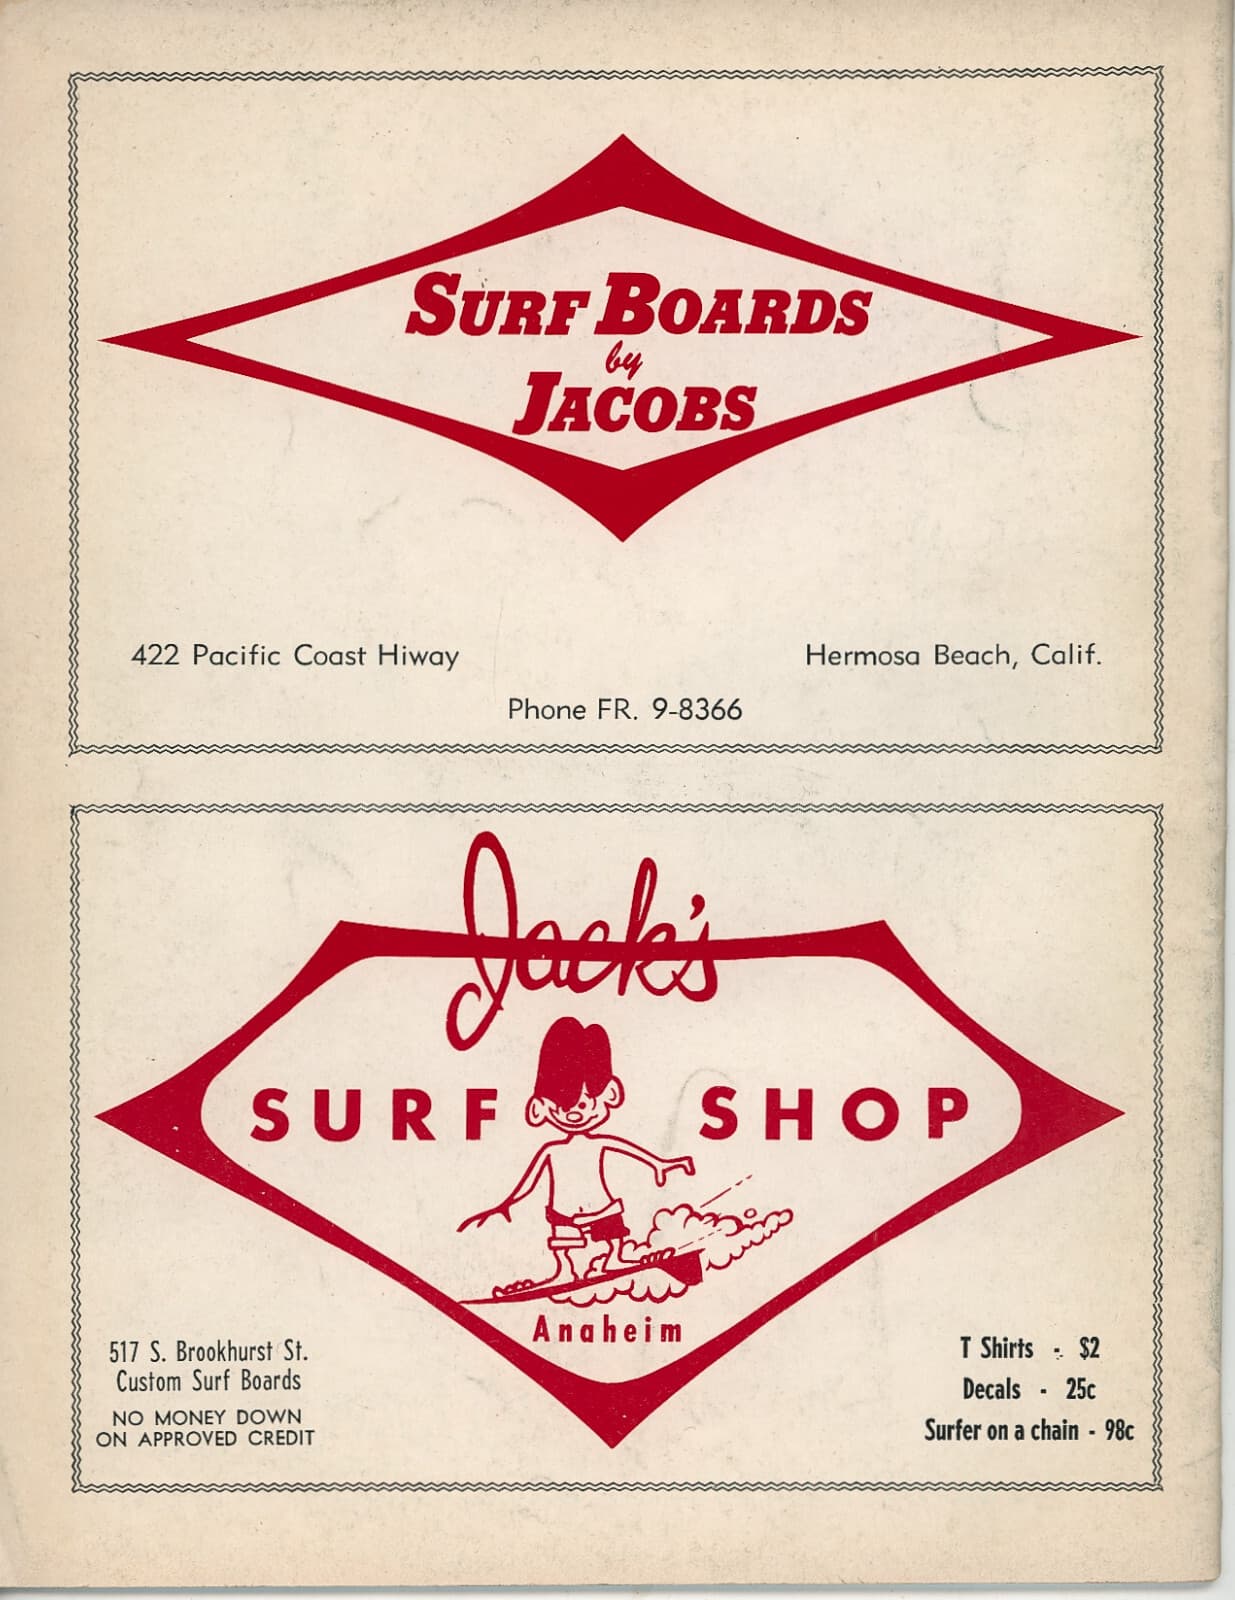 SURF BOARDS
by
JACOBS
422 Pacific Coast Hiway
Hermosa Beach, Calif.
Phone FR. 9-8366
Jack's
SURF SHOP
Anaheim
517 S. Brookhurst St.
Custom Surf Boards
NO MONEY DOWN
ON APPROVED CREDIT
T Shirts - $2
Decals - 25c
Surfer on a chain - 98c